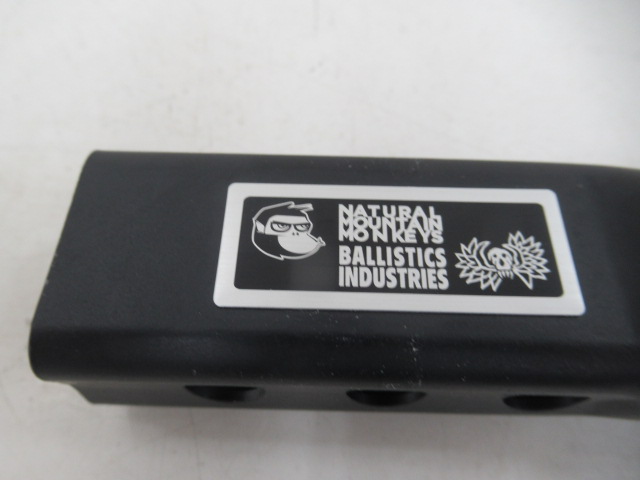 NATURAL
MOUNTAIN
MONKEYS
BALLISTICS
INDUSTRIES